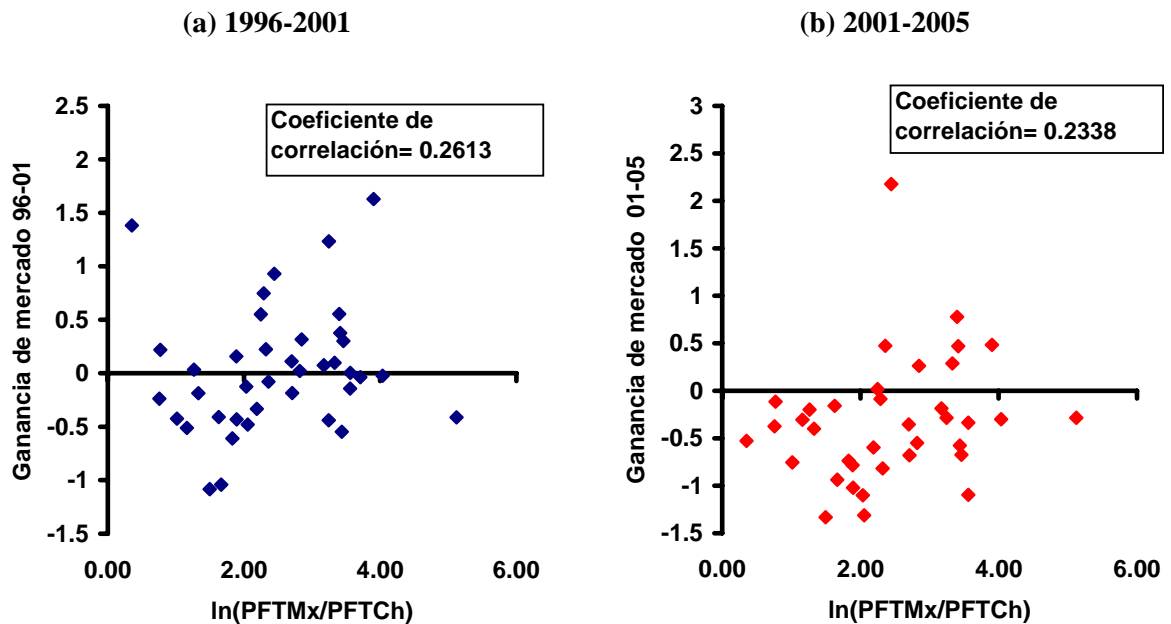 (a) 1996-2001
(b) 2001-2005
Coeficiente de
correlación= 0.2613
2.5
2
1.5
1
0.5
0
-0.5
-1
-1.5
0.00
2.00
4.00
6.00
Ganancia de mercado 96-01
ln(PFTMx/PFTCh)
Coeficiente de
correlación= 0.2338
3
2.5
2
1.5
1
0.5
0
-0.5
-1
-1.5
0.00
2.00
4.00
6.00
Ganancia de mercado 01-05
ln(PFTMx/PFTCh)